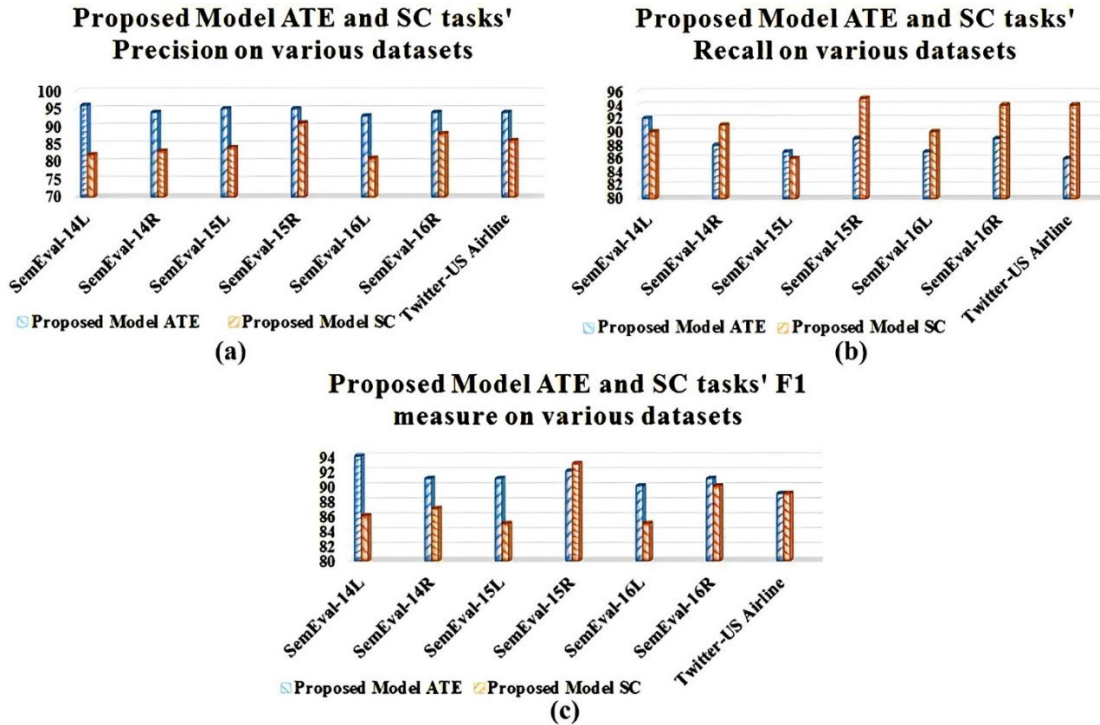 Proposed Model ATE and SC tasks'
Precision on various datasets
100
95
90
85
80
75
70
SemEval-14L
SemEval-14R
SemEval-15L
SemEval-15R
SemEval-16L
SemEval-16R
Twitter-US Airline
Proposed Model ATE
Proposed Model SC
(a)
Proposed Model ATE and SC tasks'
Recall on various datasets
96
94
92
90
88
86
84
82
80
SemEval-14L
SemEval-14R
SemEval-15L
SemEval-15R
SemEval-16L
SemEval-16R
Twitter-US Airline
Proposed Model ATE
Proposed Model SC
(b)
Proposed Model ATE and SC tasks' F1
measure on various datasets
94
92
90
88
86
84
82
80
SemEval-14L
SemEval-14R
SemEval-15L
SemEval-15R
SemEval-16L
SemEval-16R
Twitter-US Airline
Proposed Model ATE
Proposed Model SC
(c)